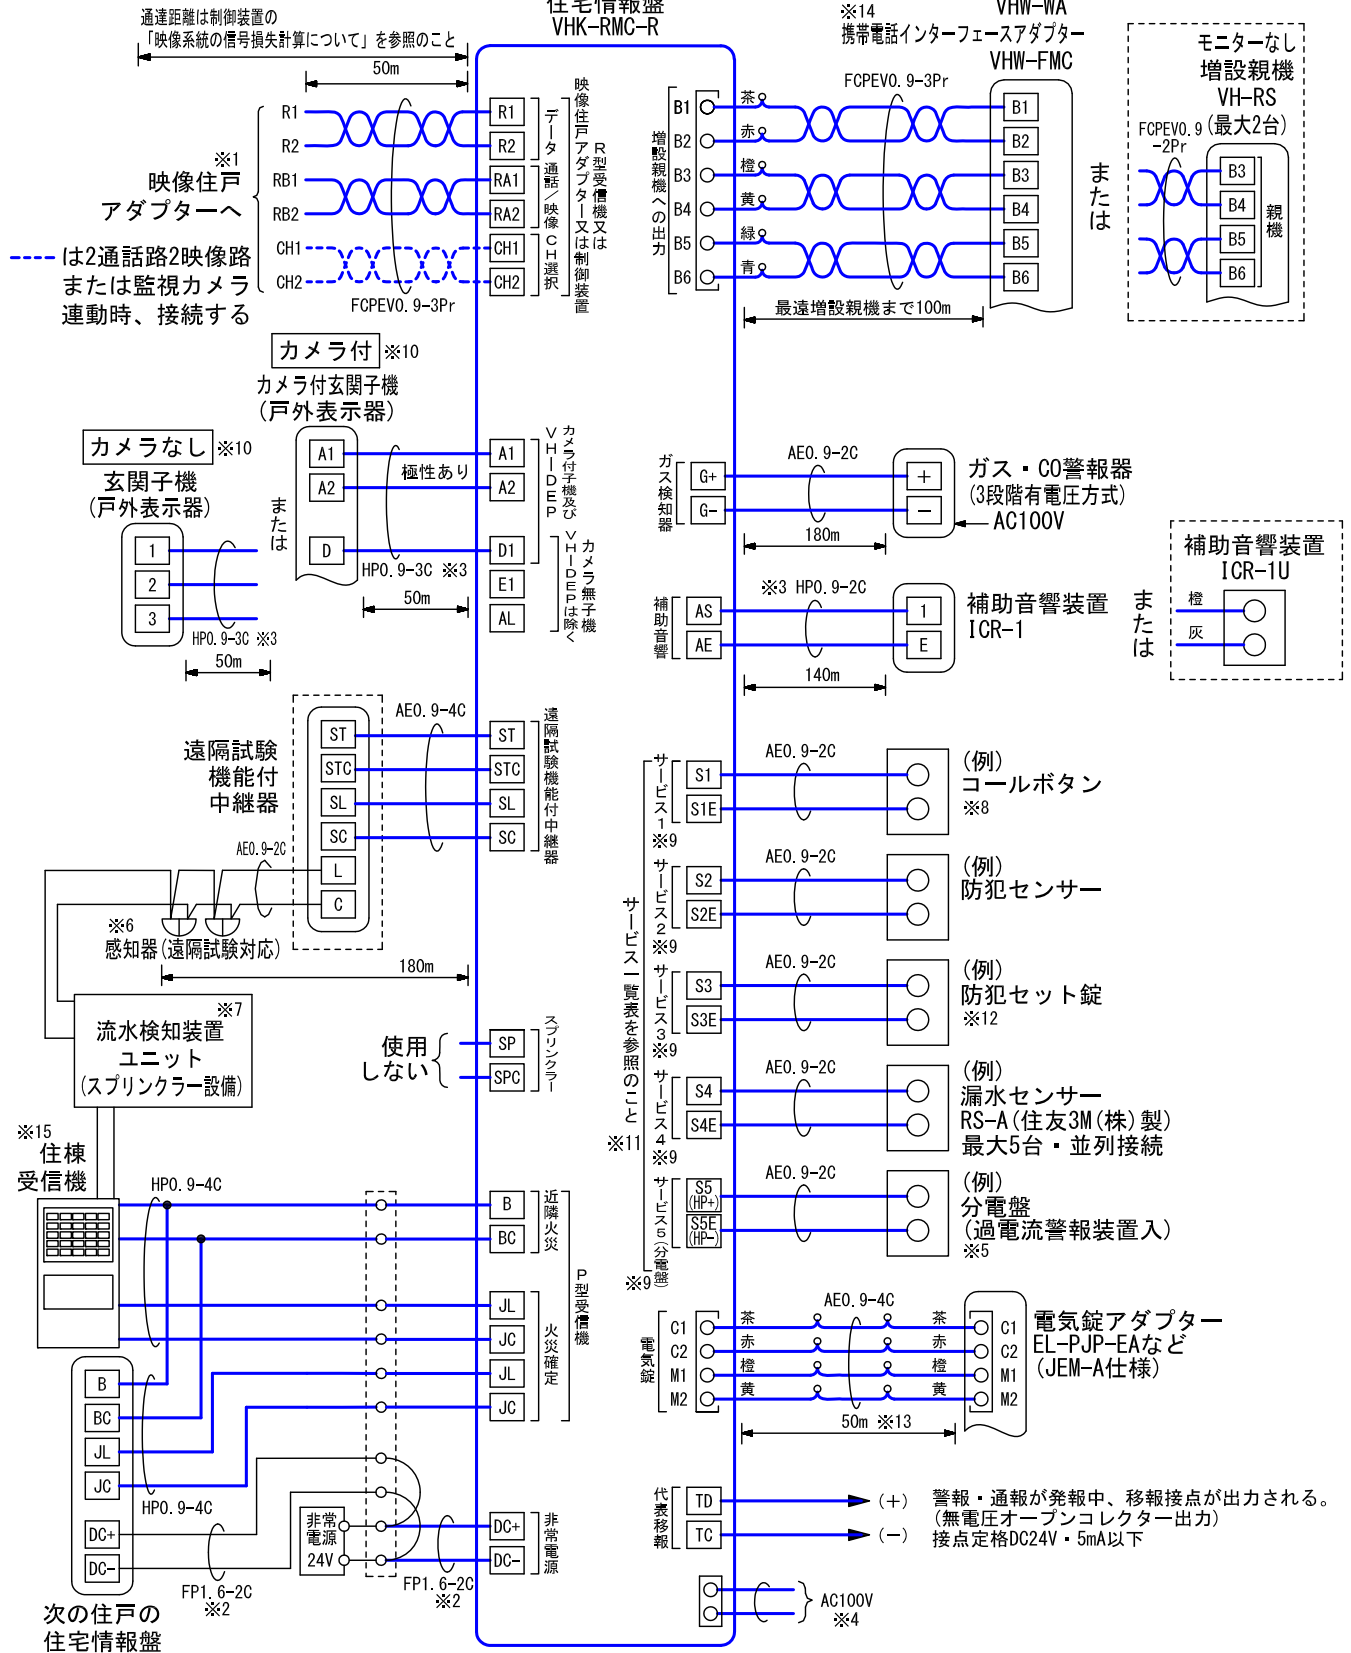 通達距離は制御装置の
「映像系統の信号損失計算について」を参照のこと
50m
住宅情報盤
VHK-RMC-R
※14
VHW-WA
携帯電話インターフェースアダプター
VHW-FMC
※1
映像住戸
アダプターへ
R1
R2
RB1
RB2
CH1
CH2
は2通話路2映像路
または監視カメラ
連動時、接続する
FCPEV0.9-3Pr
R1
R2
RA1
RA2
CH1
CH2
データ
通話/映像
CH選択
映像住戸アダプター又は制御装置
R型受信機又は
増設親機への出力
B1
B2
B3
B4
B5
B6
茶
赤
橙
黄
緑
青
FCPEV0.9-3Pr
B1
B2
B3
B4
B5
B6
最遠増設親機まで100m
または
モニターなし
増設親機
VH-RS
(最大2台)
FCPEV0.9
-2Pr
B3
B4
B5
B6
親機
カメラ付
※10
カメラ付玄関子機
(戸外表示器)
カメラなし
※10
玄関子機
(戸外表示器)
1
2
3
HP0.9-3C ※3
50m
または
A1
A2
D
極性あり
HP0.9-3C ※3
50m
A1
A2
D1
E1
AL
カメラ付子機及び
VH-DEP
カメラ無子機
VH-DEPは除く
ガス検知器
G+
G-
AE0.9-2C
+
-
ガス・CO警報器
(3段階有電圧方式)
AC100V
180m
補助音響
AS
AE
※3 HP0.9-2C
1
E
補助音響装置
ICR-1
140m
または
補助音響装置
ICR-1U
橙
灰
遠隔試験
機能付
中継器
ST
STC
SL
SC
L
C
AE0.9-4C
AE0.9-2C
ST
STC
SL
SC
遠隔試験機能付中継器
※6
感知器(遠隔試験対応)
180m
※7
流水検知装置
ユニット
(スプリンクラー設備)
使用
しない
SP
SPC
スプリンクラー
サービス一覧表を参照のこと
※11
サービス1
※9
S1
S1E
AE0.9-2C
(例)
コールボタン
※8
サービス2
※9
S2
S2E
AE0.9-2C
(例)
防犯センサー
サービス3
※9
S3
S3E
AE0.9-2C
(例)
防犯セット錠
※12
サービス4
※9
S4
S4E
AE0.9-2C
(例)
漏水センサー
RS-A(住友3M(株)製)
最大5台・並列接続
サービス5(分電盤)
※9
S5
(HP+)
S5E
(HP-)
AE0.9-2C
(例)
分電盤
(過電流警報装置入)
※5
※15
住棟
受信機
HP0.9-4C
B
BC
JL
JC
JL
JC
近隣火災
火災確定
P型受信機
B
BC
JL
JC
DC+
DC-
HP0.9-4C
FP1.6-2C
※2
次の住戸の
住宅情報盤
非常
電源
24V
FP1.6-2C
※2
DC+
DC-
非常電源
電気錠
C1
C2
M1
M2
茶
赤
橙
黄
AE0.9-4C
茶
赤
橙
黄
C1
C2
M1
M2
電気錠アダプター
EL-PJP-EAなど
(JEM-A仕様)
50m ※13
代表移報
TD
TC
(+)
(-)
警報・通報が発報中、移報接点が出力される。
(無電圧オープンコレクター出力)
接点定格DC24V・5mA以下
AC100V
※4